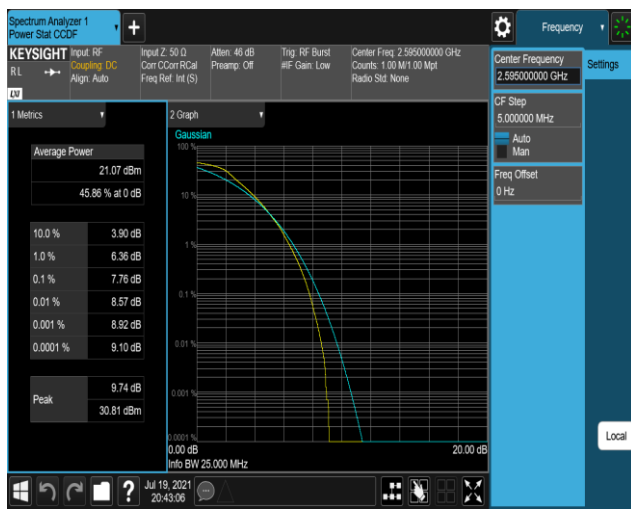 Spectrum Analyzer 1
Power Stat CCDF
Frequency
KEYSIGHT
RL
LXI
Input: RF
Coupling: DC
Align: Auto
Input Z: 50 Ω
Corr CCorr RCal
Freq Ref: Int (S)
Atten: 46 dB
Preamp: Off
Trig: RF Burst
#IF Gain: Low
Center Freq: 2.595000000 GHz
Counts: 1.00 M/1.00 Mpt
Radio Std: None
Center Frequency
2.595000000 GHz
Settings
CF Step
5.000000 MHz
Auto
Man
Freq Offset
0 Hz
Local
1 Metrics
Average Power
21.07 dBm
45.86 % at 0 dB
10.0 % 3.90 dB
1.0 % 6.36 dB
0.1 % 7.76 dB
0.01 % 8.57 dB
0.001 % 8.92 dB
0.0001 % 9.10 dB
Peak
9.74 dB
30.81 dBm
2 Graph
Gaussian
100 %
10 %
1 %
0.1 %
0.01 %
0.001 %
0.0001 %
0.00 dB 20.00 dB
Info BW 25.000 MHz
?
Jul 19, 2021
20:43:06